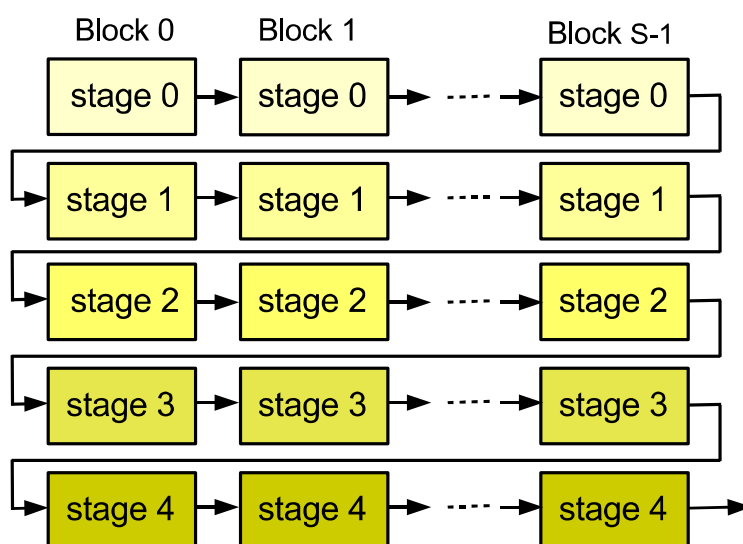 Block 0 Block 1 Block S-1
stage 0 stage 0 stage 0
stage 1 stage 1 stage 1
stage 2 stage 2 stage 2
stage 3 stage 3 stage 3
stage 4 stage 4 stage 4